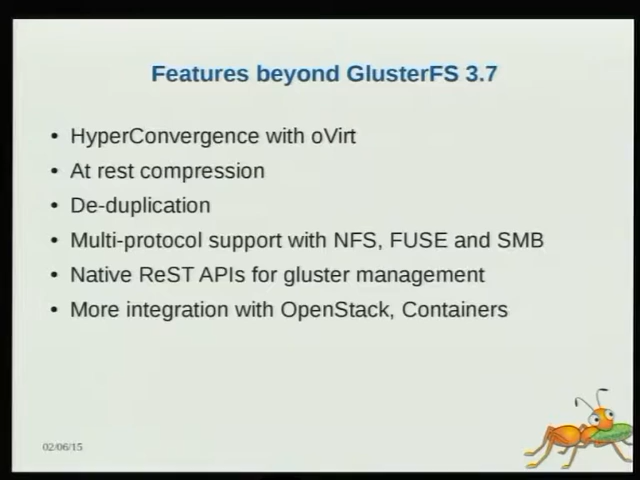 Features beyond GlusterFS 3.7
• HyperConvergence with oVirt
• At rest compression
• De-duplication
• Multi-protocol support with NFS, FUSE and SMB
• Native ReST APIs for gluster management
• More integration with OpenStack, Containers
02/06/15